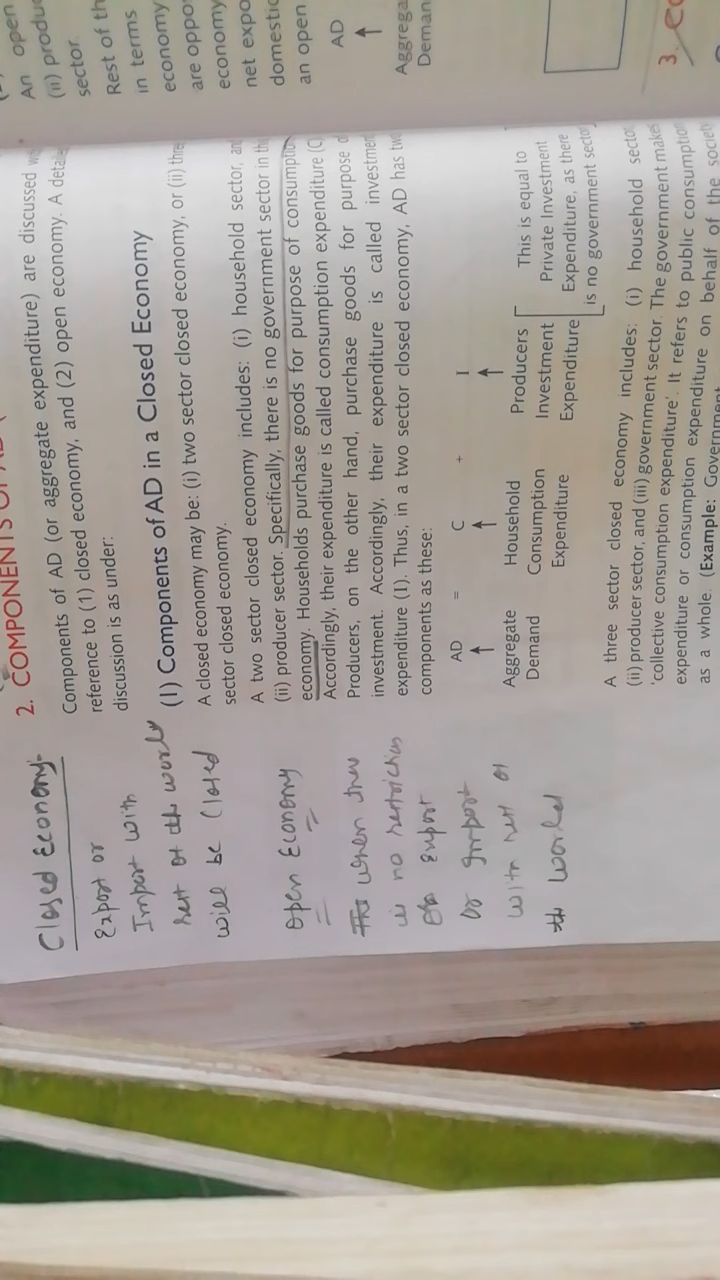 An open
(ii) produc
sector.
Rest of th
in terms
economy
are oppos
economy
net expo
domestic
an open
AD
Aggrega
Deman
3.
2. COMPONENTS OF AD
Components of AD (or aggregate expenditure) are discussed
reference to (1) closed economy, and (2) open economy. A detaile
discussion is as under:
(1) Components of AD in a Closed Economy
A closed economy may be: (i) two sector closed economy, or (ii) thre
sector closed economy.
A two sector closed economy includes: (i) household sector, an
(ii) producer sector. Specifically, there is no government sector in th
economy. Households purchase goods for purpose of consumptio
Accordingly, their expenditure is called consumption expenditure (C
Producers, on the other hand, purchase goods for purpose o
investment. Accordingly, their expenditure is called investmen
expenditure (I). Thus, in a two sector closed economy, AD has two
components as these:
AD = C + I
Aggregate Demand
Household Consumption Expenditure
Producers Investment Expenditure
This is equal to
Private Investment
Expenditure, as there
is no government sector
A three sector closed economy includes: (i) household sector
(ii) producer sector, and (iii) government sector. The government makes
'collective consumption expenditure'. It refers to public consumption
expenditure or consumption expenditure on behalf of the society
as a whole. (Example: Government
Closed Economy:
Export or
Import with
rest of the world
will be Closed
Open Economy
when there
is no restriction
Export
or Import
with rest of
the world